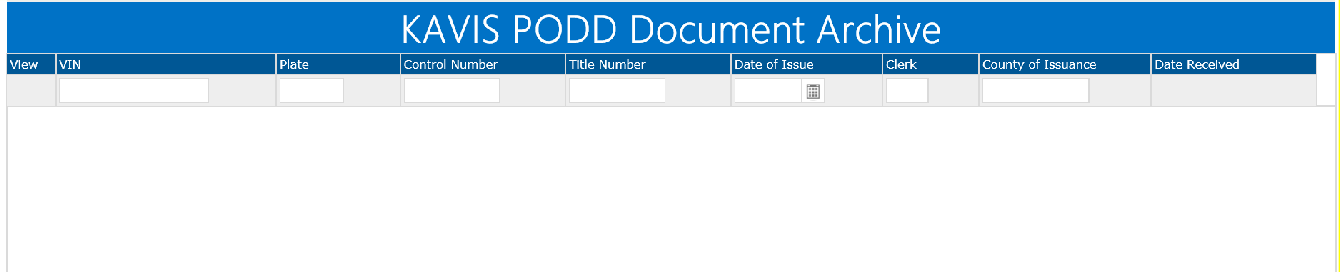 KAVIS PODD Document Archive
View VIN Plate Control Number Title Number Date of Issue Clerk County of Issuance Date Received